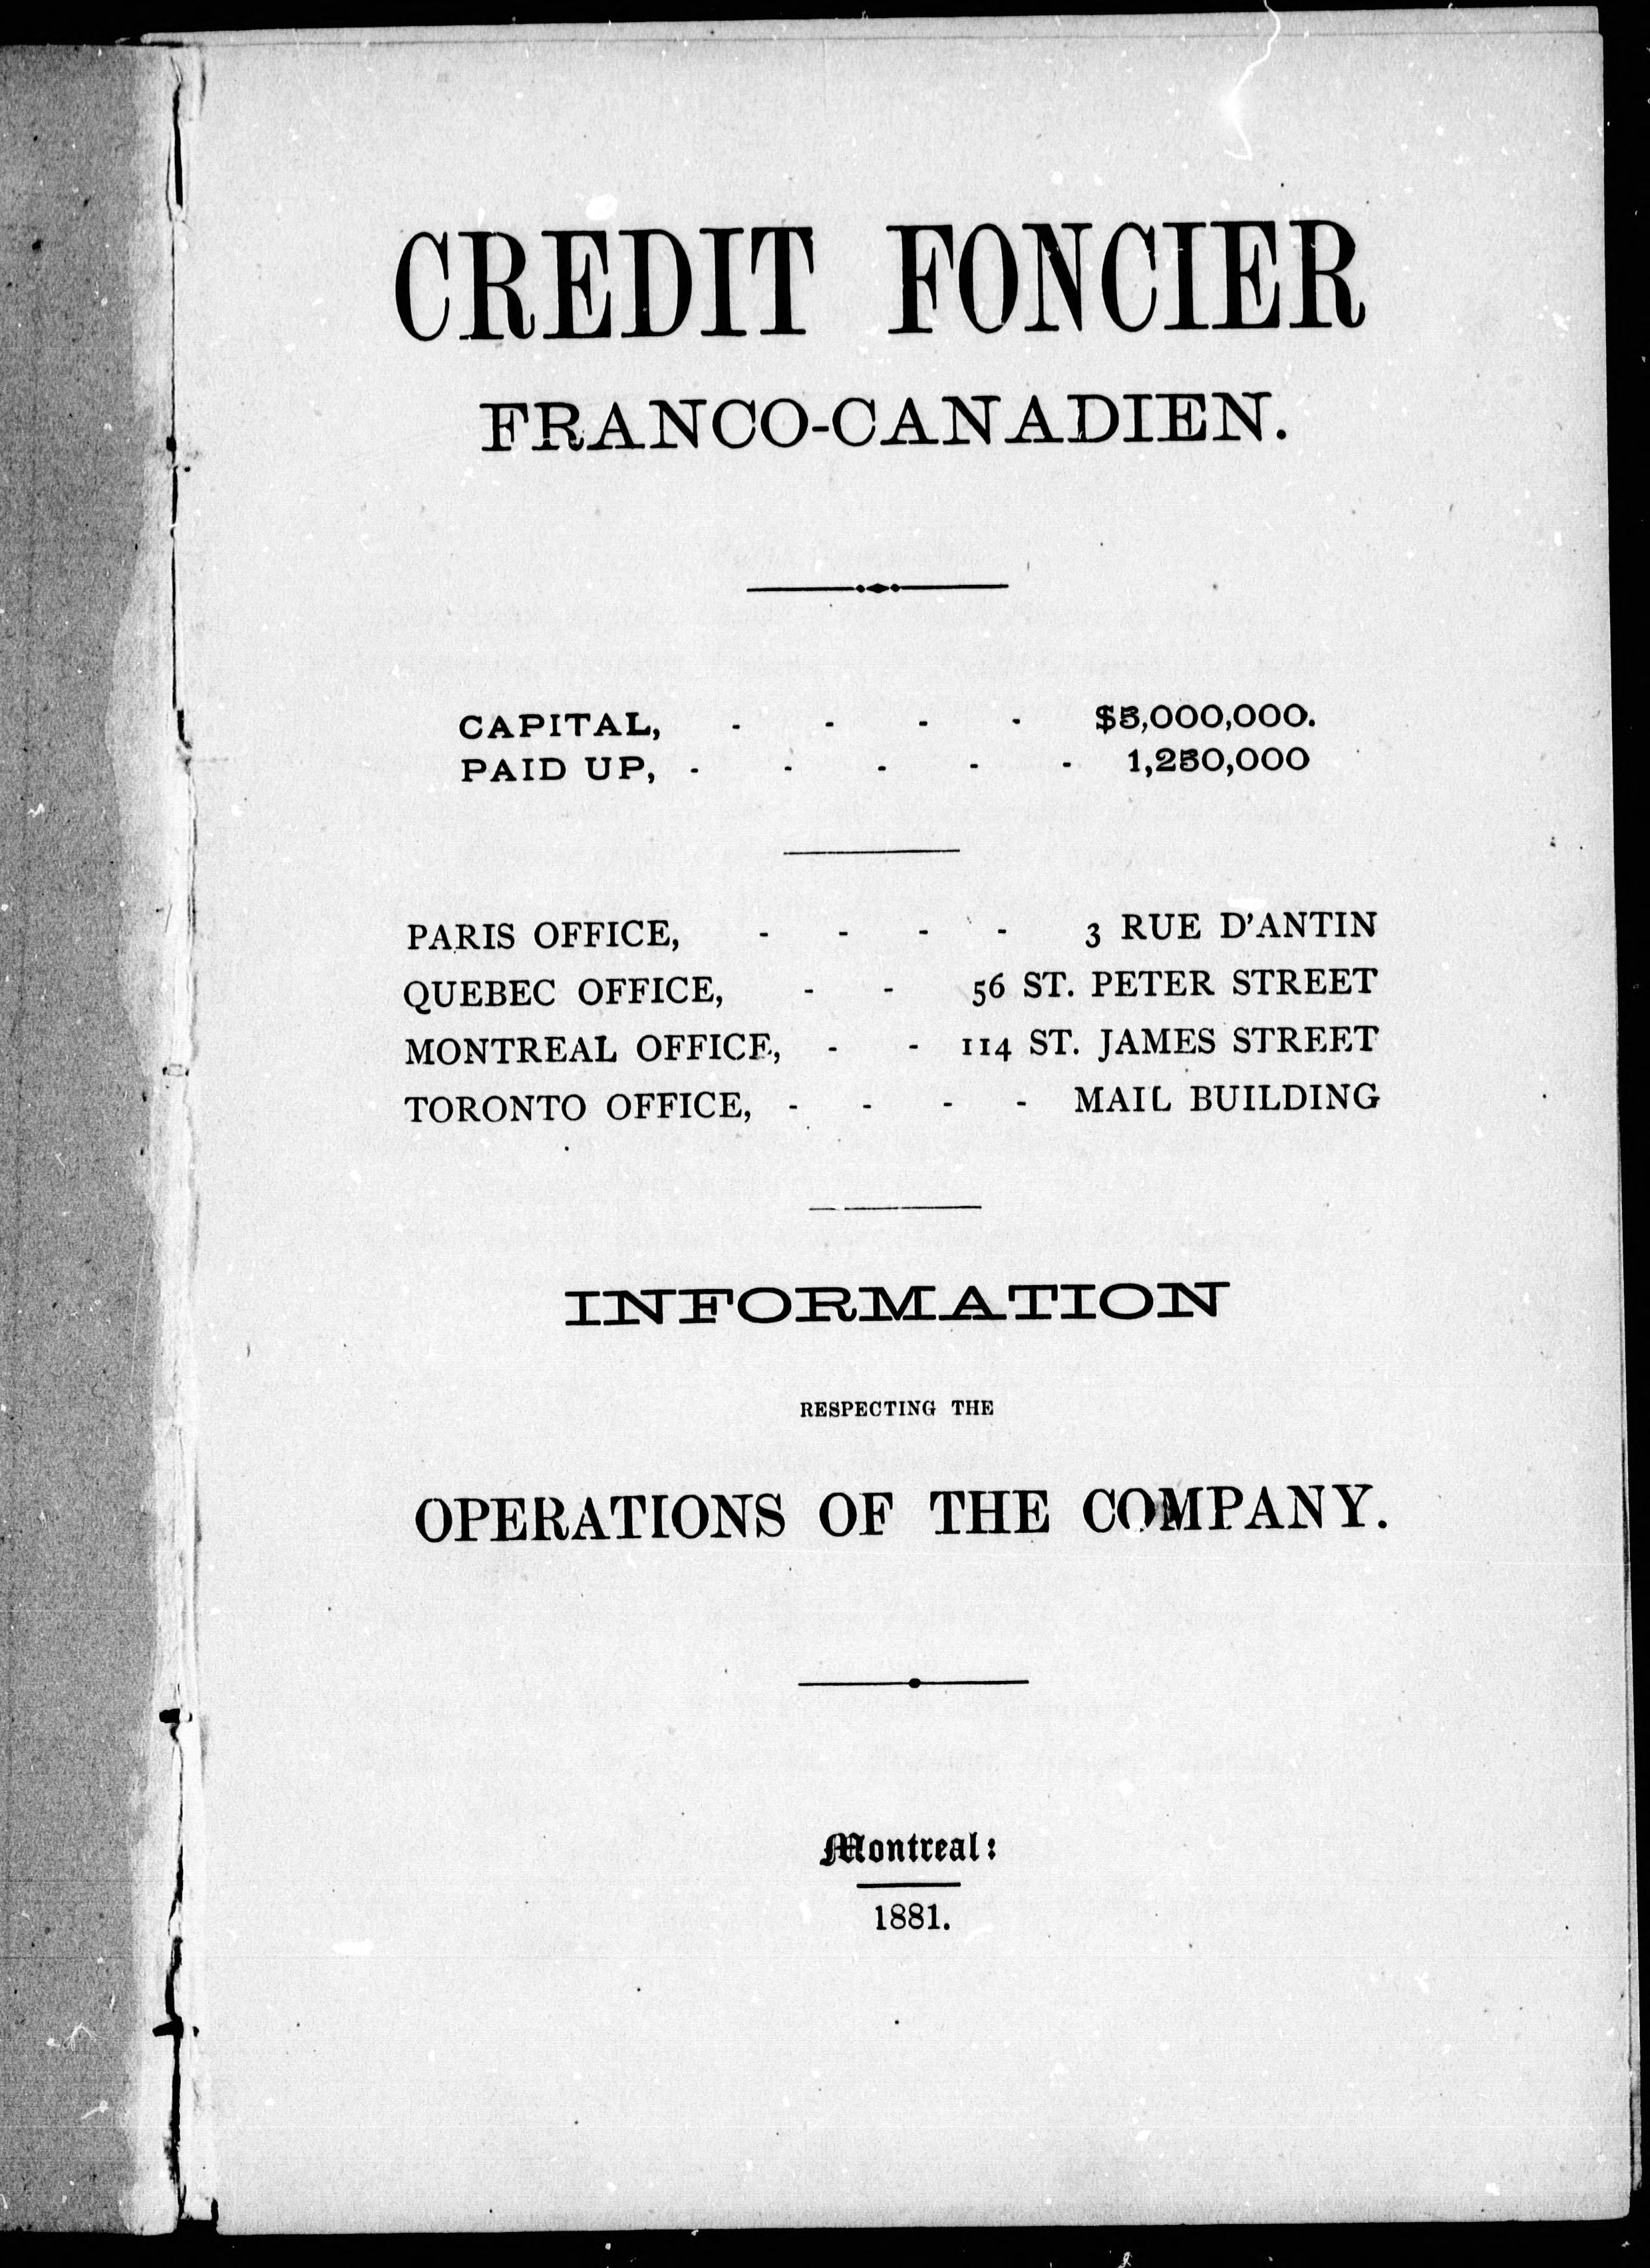 CREDIT FONCIER
FRANCO-CANADIEN.
CAPITAL, - - - - $5,000,000.
PAID UP, - - - - - 1,250,000
PARIS OFFICE, - - - - 3 RUE D'ANTIN
QUEBEC OFFICE, - - 56 ST. PETER STREET
MONTREAL OFFICE, - - 114 ST. JAMES STREET
TORONTO OFFICE, - - - - MAIL BUILDING
INFORMATION
RESPECTING THE
OPERATIONS OF THE COMPANY.
Montreal:
1881.